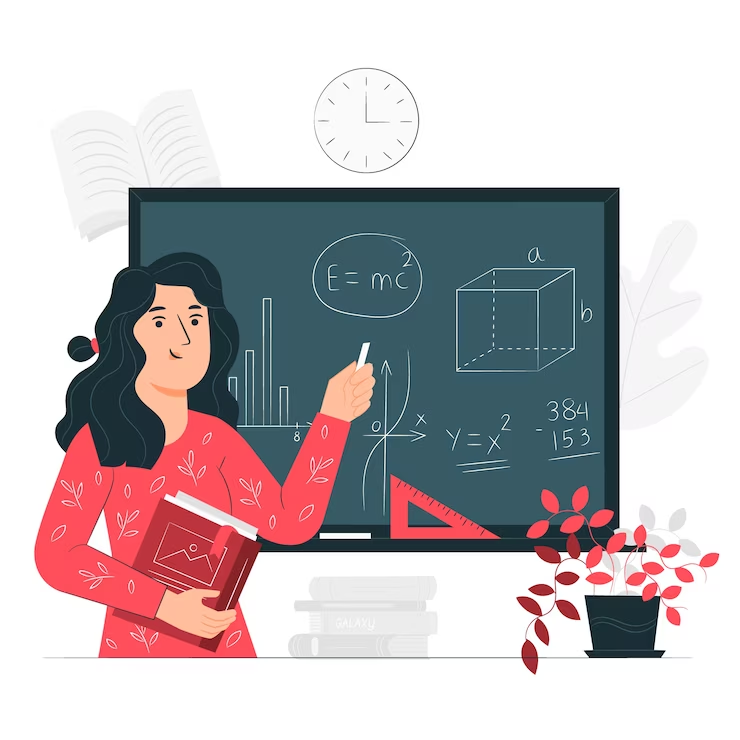 E = mc²
a
b
8
0
x
y = x²
384
- 153
GALAXY